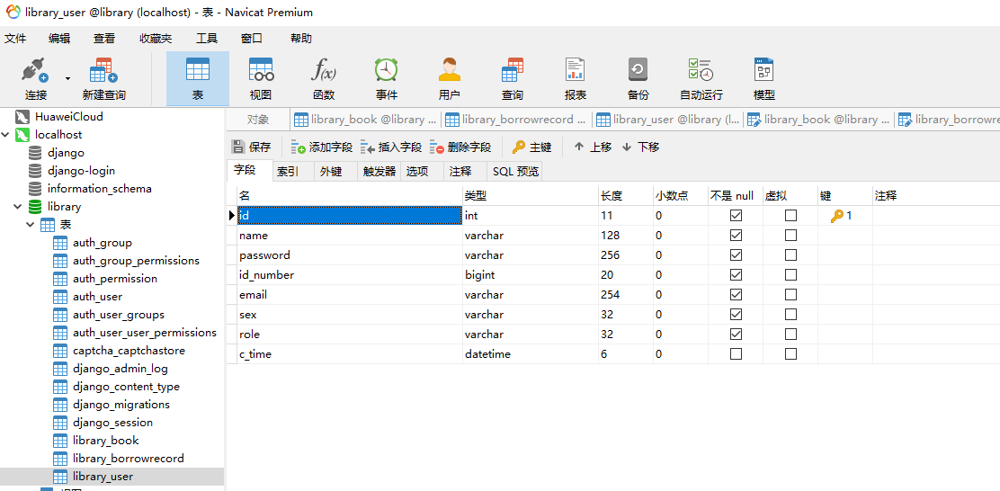 library_user @library (localhost) - 表 - Navicat Premium
文件 编辑 查看 收藏夹 工具 窗口 帮助
连接 新建查询 表 视图 f(x) 函数 事件 用户 查询 报表 备份 自动运行 模型
对象 library_book @library ... library_borrowrecord ... library_user @library (l... library_book @library ... library_borrowre
保存 添加字段 插入字段 删除字段 主键 上移 下移
字段 索引 外键 触发器 选项 注释 SQL 预览
名 类型 长度 小数点 不是 null 虚拟 键 注释
id int 11 0 1
name varchar 128 0
password varchar 256 0
id_number bigint 20 0
email varchar 254 0
sex varchar 32 0
role varchar 32 0
c_time datetime 6 0
HuaweiCloud
localhost
django
django-login
information_schema
library
表
auth_group
auth_group_permissions
auth_permission
auth_user
auth_user_groups
auth_user_user_permissions
captcha_captchastore
django_admin_log
django_content_type
django_migrations
django_session
library_book
library_borrowrecord
library_user